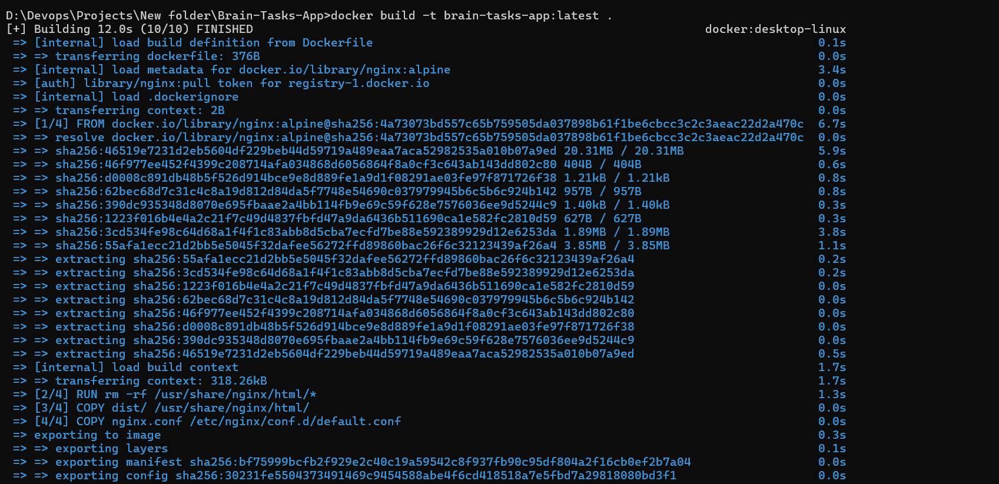 D:\Devops\Projects\New folder\Brain-Tasks-App>docker build -t brain-tasks-app:latest .
[+] Building 12.0s (10/10) FINISHED docker:desktop-linux
=> [internal] load build definition from Dockerfile 0.1s
=> => transferring dockerfile: 376B 0.0s
=> [internal] load metadata for docker.io/library/nginx:alpine 3.4s
=> [auth] library/nginx:pull token for registry-1.docker.io 0.0s
=> [internal] load .dockerignore 0.0s
=> => transferring context: 2B 0.0s
=> [1/4] FROM docker.io/library/nginx:alpine@sha256:4a73073bd557c65b759505da037898b61f1be6cbcc3c2c3aeac22d2a470c 6.7s
=> => resolve docker.io/library/nginx:alpine@sha256:4a73073bd557c65b759505da037898b61f1be6cbcc3c2c3aeac22d2a470c 0.0s
=> => sha256:46519e7231d2eb5604df229beb44d59719a489eaa7aca52982535a010b07a9ed 20.31MB / 20.31MB 5.9s
=> => sha256:46f977ee452f4399c208714afa034868d6056864f8a0cf3c643ab143dd802c80 404B / 404B 0.6s
=> => sha256:d0008c891db48b5f526d914bce9e8d889fe1a9d1f08291ae03fe97f871726f38 1.21kB / 1.21kB 0.8s
=> => sha256:62bec68d7c31c4c8a19d812d84da5f7748e54690c037979945b6c5b6c924b142 957B / 957B 0.8s
=> => sha256:390dc935348d8070e695fbaae2a4bb114fb9e69c59f628e7576036ee9d5244c9 1.40kB / 1.40kB 0.3s
=> => sha256:1223f016b4e4a2c21f7c49d4837fbfd47a9da6436b511690ca1e582fc2810d59 627B / 627B 0.3s
=> => sha256:3cd534fe98c64d68a1f4f1c83abb8d5cba7ecfd7be88e592389929d12e6253da 1.89MB / 1.89MB 3.8s
=> => sha256:55afa1ecc21d2bb5e5045f32dafee56272ffd89860bac26f6c32123439af26a4 3.85MB / 3.85MB 1.1s
=> => extracting sha256:55afa1ecc21d2bb5e5045f32dafee56272ffd89860bac26f6c32123439af26a4 0.2s
=> => extracting sha256:3cd534fe98c64d68a1f4f1c83abb8d5cba7ecfd7be88e592389929d12e6253da 0.2s
=> => extracting sha256:1223f016b4e4a2c21f7c49d4837fbfd47a9da6436b511690ca1e582fc2810d59 0.0s
=> => extracting sha256:62bec68d7c31c4c8a19d812d84da5f7748e54690c037979945b6c5b6c924b142 0.0s
=> => extracting sha256:46f977ee452f4399c208714afa034868d6056864f8a0cf3c643ab143dd802c80 0.0s
=> => extracting sha256:d0008c891db48b5f526d914bce9e8d889fe1a9d1f08291ae03fe97f871726f38 0.0s
=> => extracting sha256:390dc935348d8070e695fbaae2a4bb114fb9e69c59f628e7576036ee9d5244c9 0.0s
=> => extracting sha256:46519e7231d2eb5604df229beb44d59719a489eaa7aca52982535a010b07a9ed 0.5s
=> [internal] load build context 1.7s
=> => transferring context: 318.26kB 1.7s
=> [2/4] RUN rm -rf /usr/share/nginx/html/* 1.3s
=> [3/4] COPY dist/ /usr/share/nginx/html/ 0.0s
=> [4/4] COPY nginx.conf /etc/nginx/conf.d/default.conf 0.0s
=> exporting to image 0.3s
=> => exporting layers 0.1s
=> => exporting manifest sha256:bf75999bcfb2f929e2c40c19a59542c8f937fb90c95df804a2f16cb0ef2b7a04 0.0s
=> => exporting config sha256:30231fe5504373491469c9454588abe4f6cd418518a7e5fbd7a29818080bd3f1 0.0s